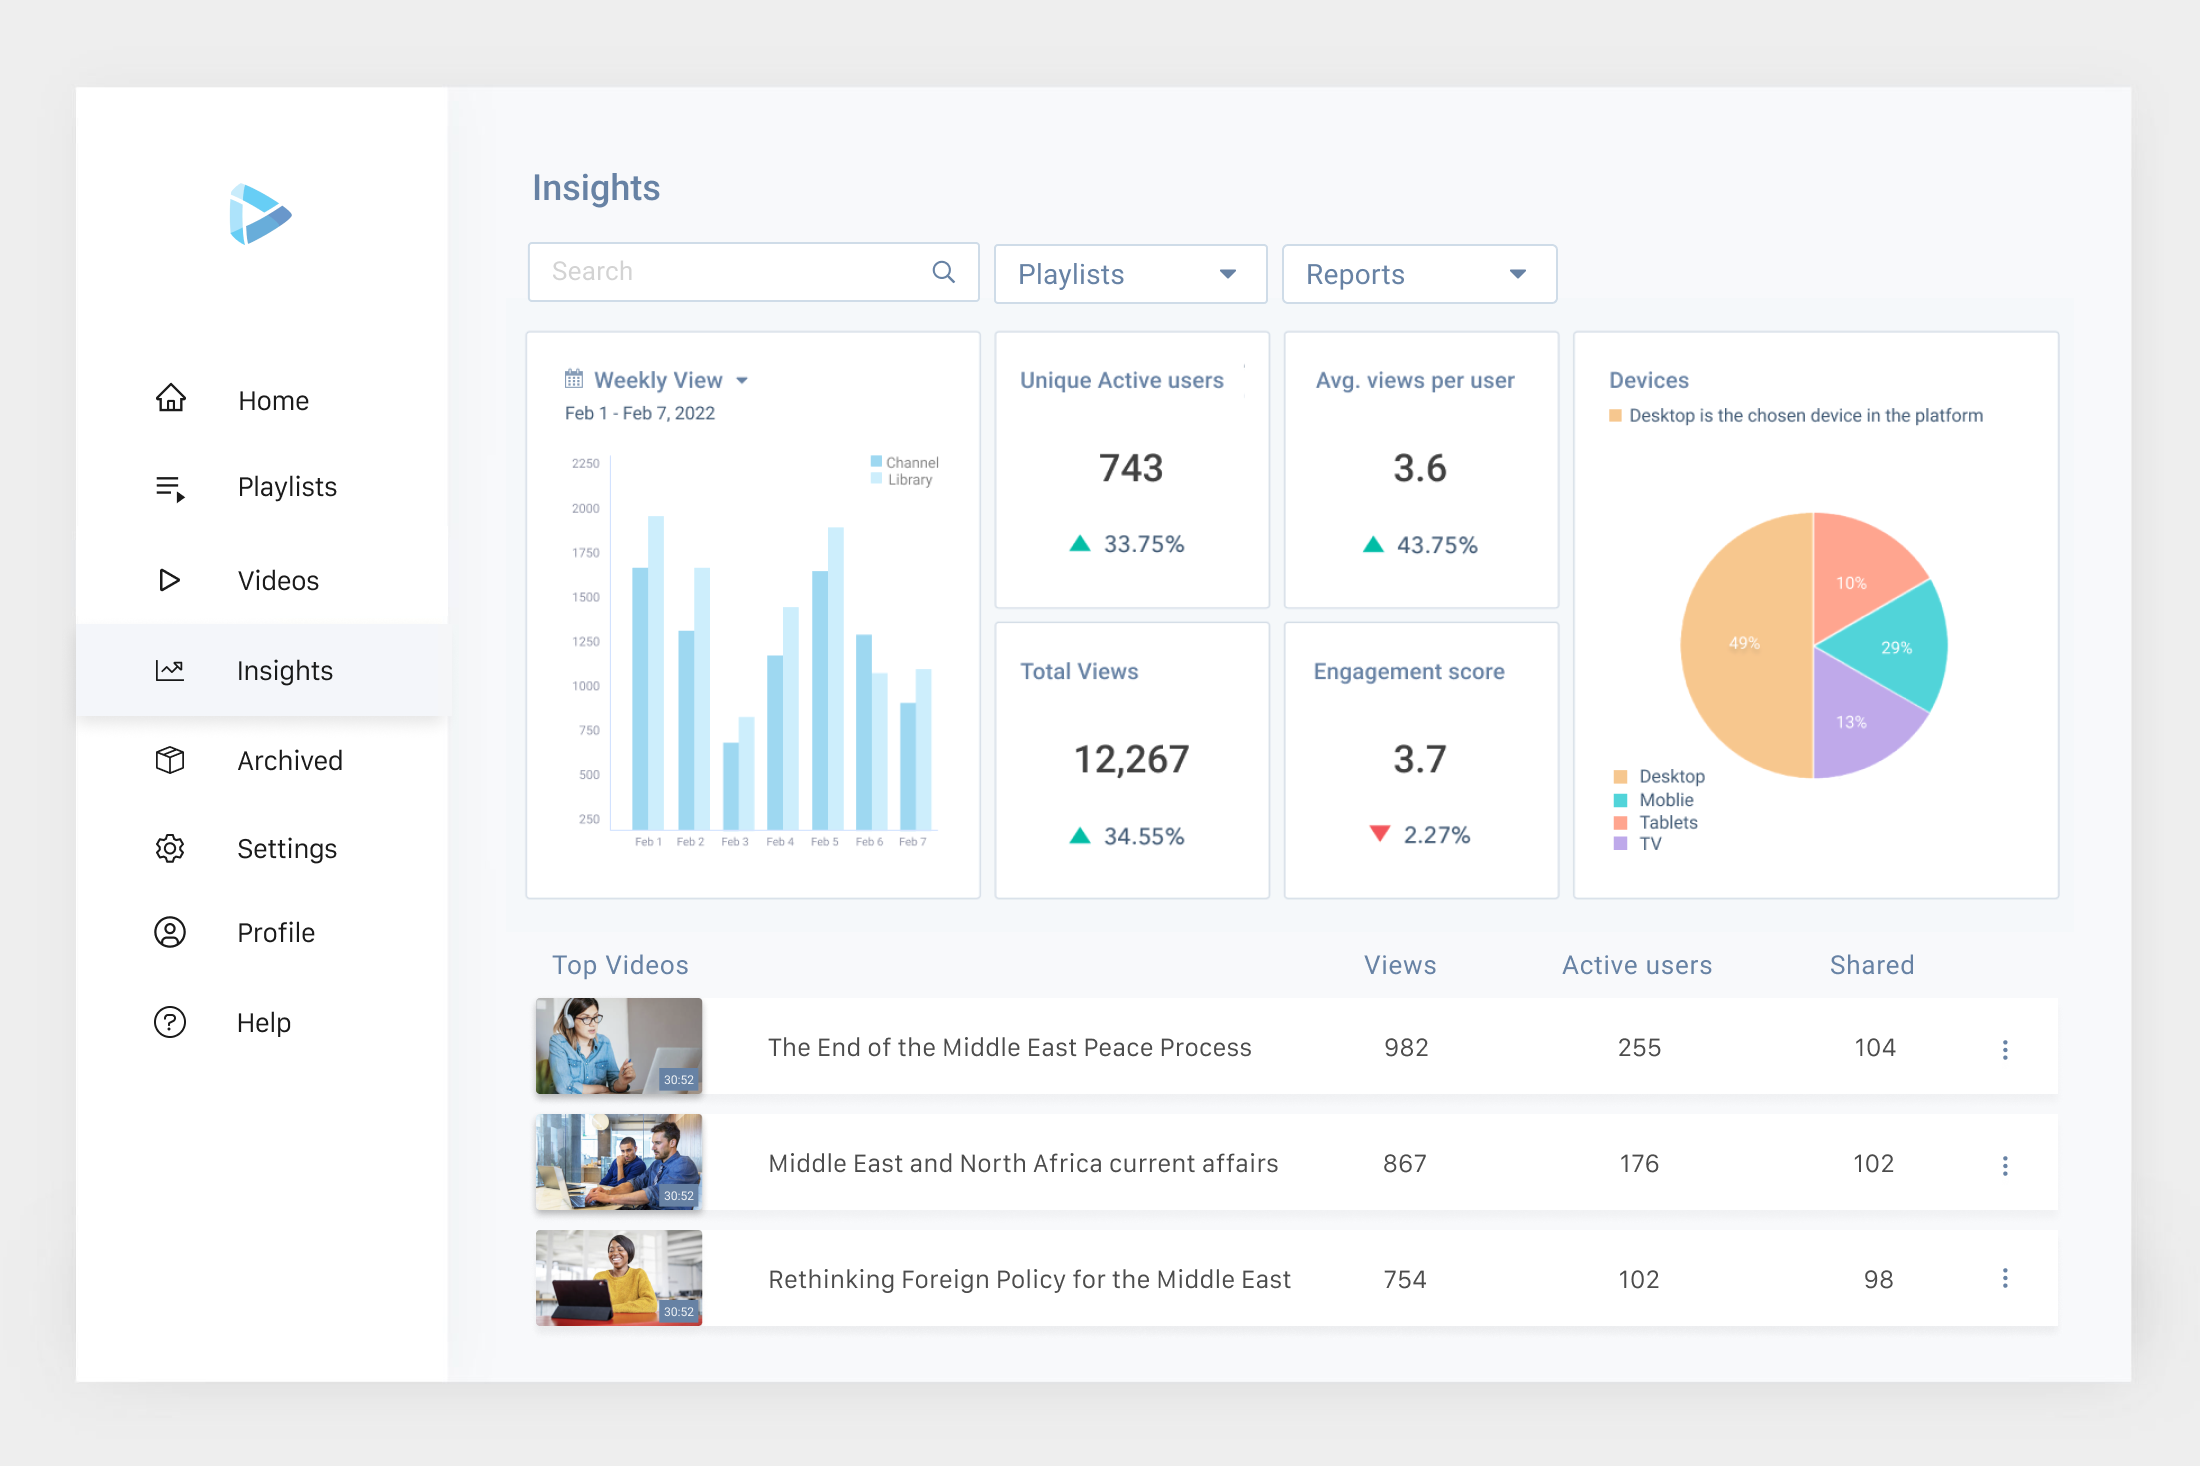 Insights
Search
Playlists
Reports
Home
Playlists
Videos
Insights
Archived
Settings
Profile
Help
Weekly View
Feb 1 - Feb 7, 2022
Channel
Library
2250
2000
1750
1500
1250
1000
750
500
250
Feb 1 Feb 2 Feb 3 Feb 4 Feb 5 Feb 6 Feb 7
Unique Active users
743
33.75%
Avg. views per user
3.6
43.75%
Total Views
12,267
34.55%
Engagement score
3.7
2.27%
Devices
Desktop is the chosen device in the platform
10%
49%
29%
13%
Desktop
Moblie
Tablets
TV
Top Videos Views Active users Shared
30:52 The End of the Middle East Peace Process 982 255 104
30:52 Middle East and North Africa current affairs 867 176 102
30:52 Rethinking Foreign Policy for the Middle East 754 102 98